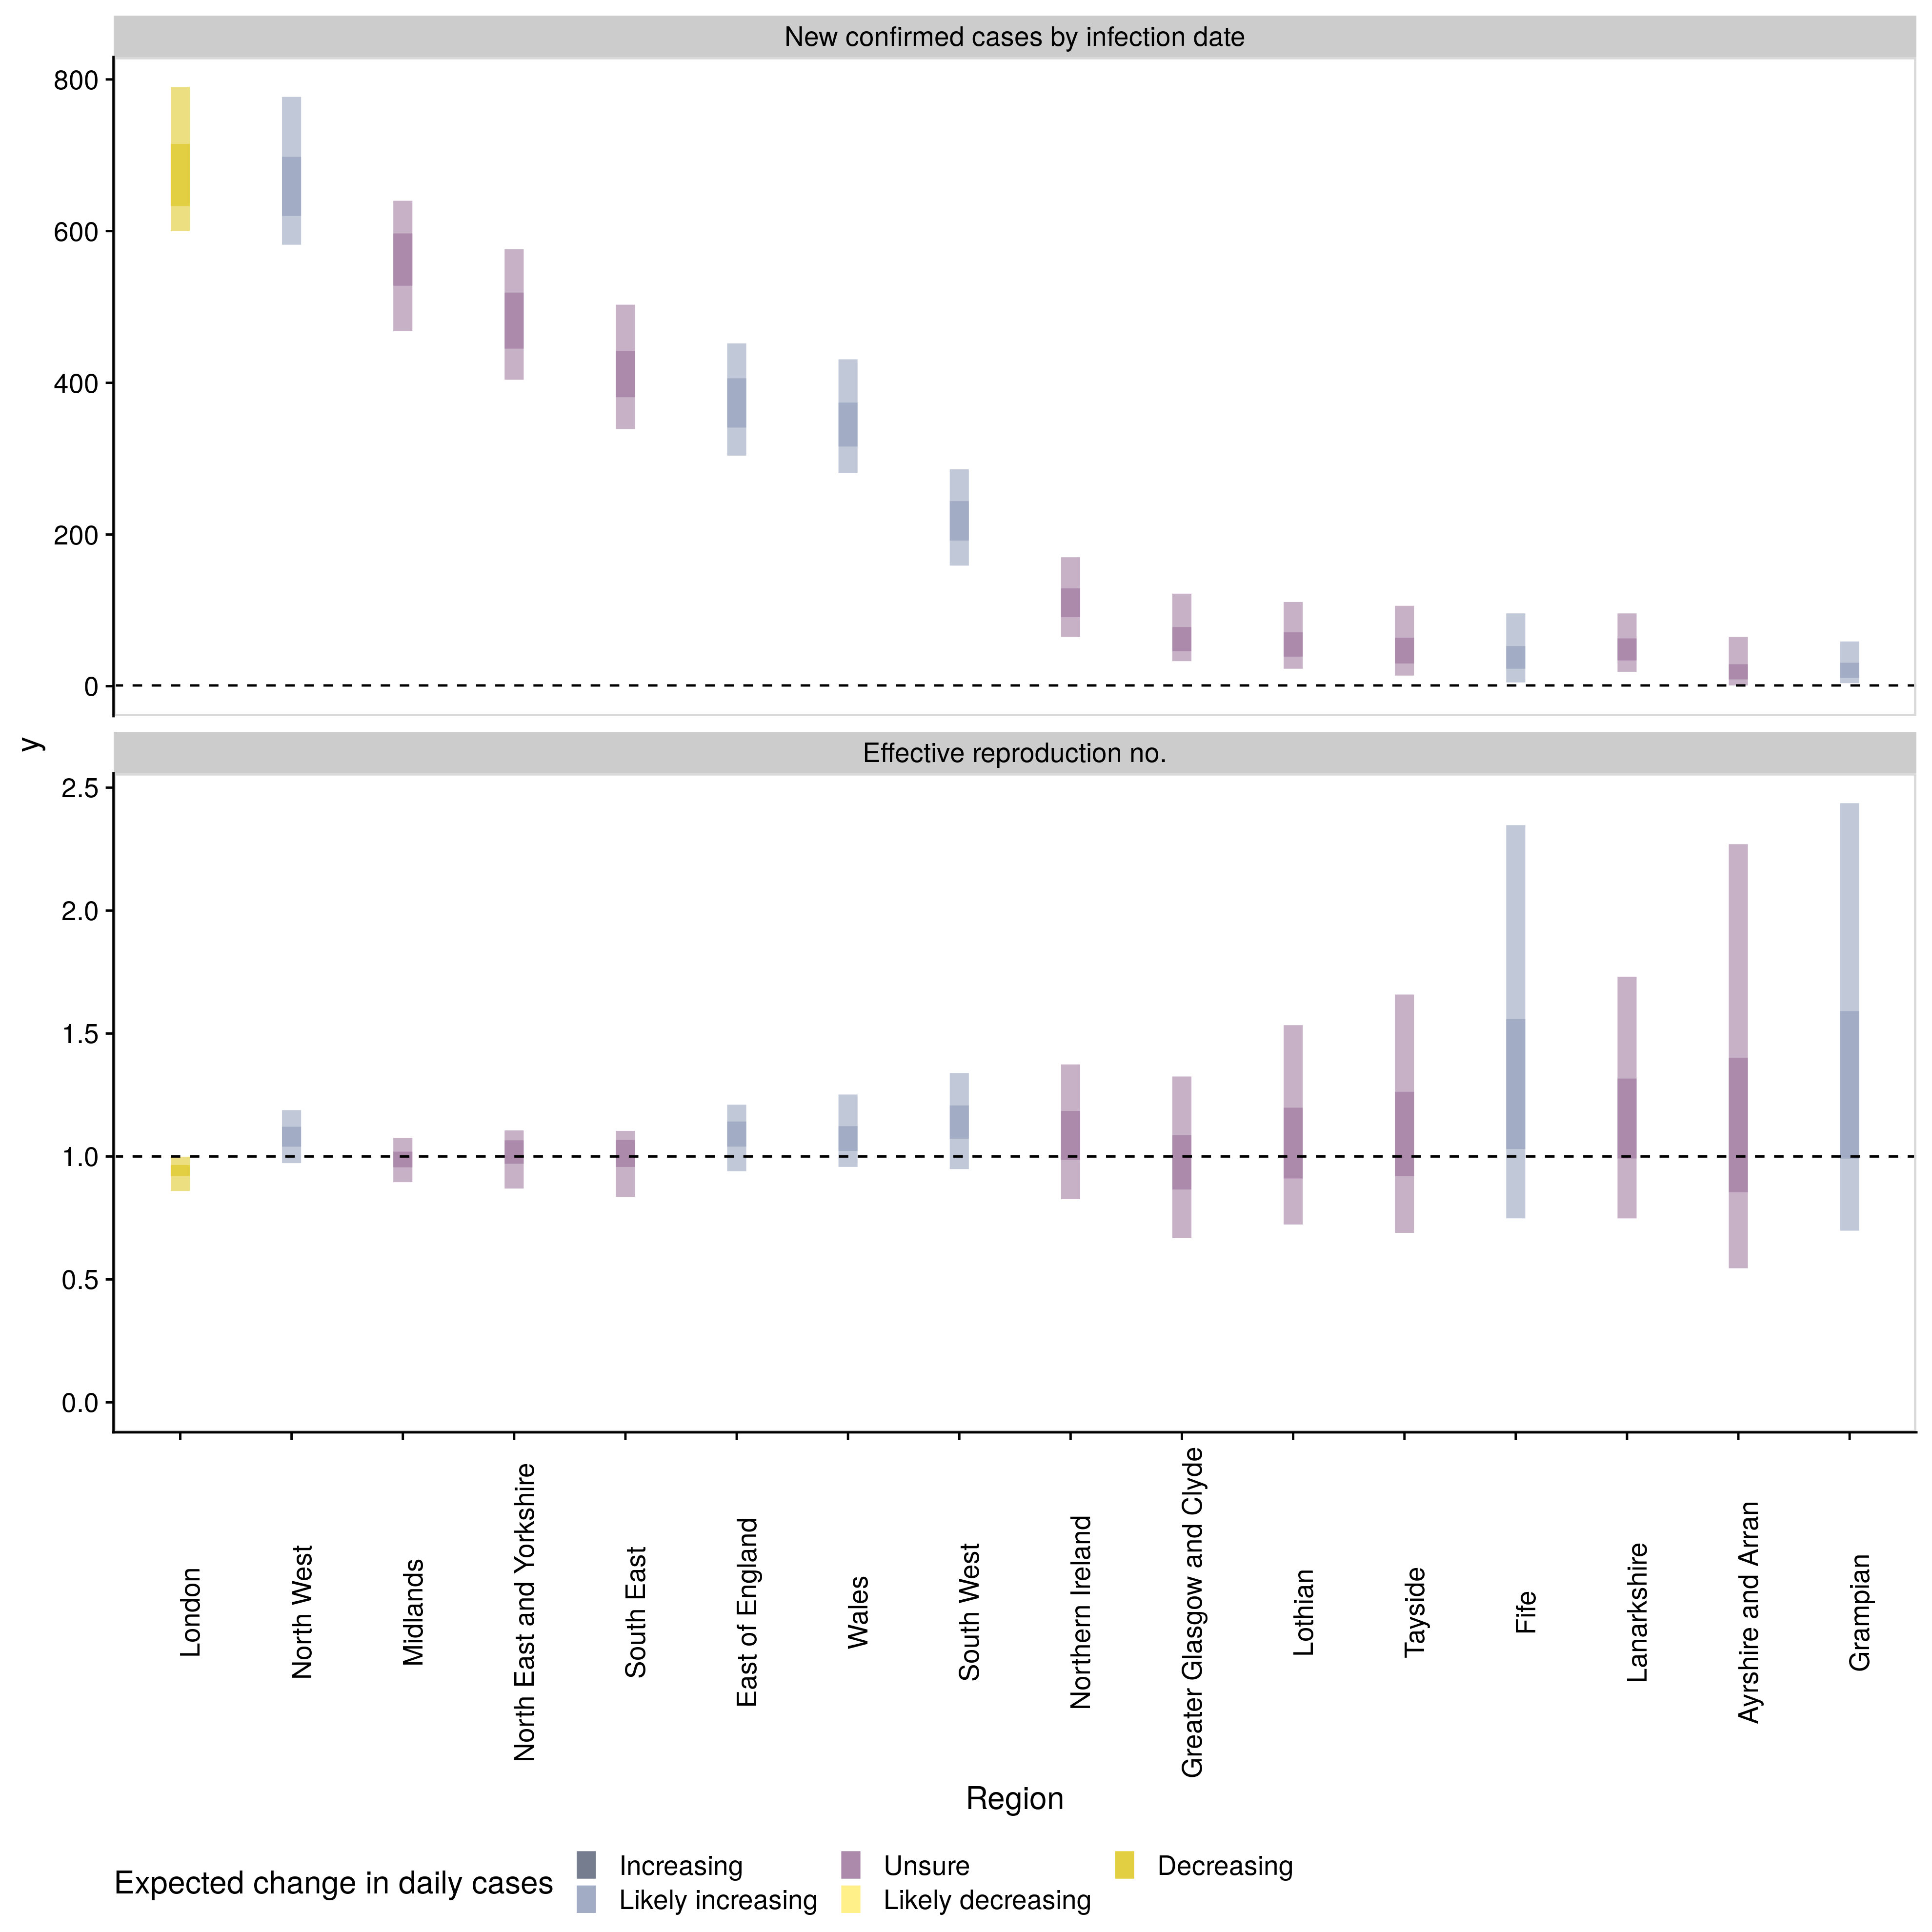 New confirmed cases by infection date
800
600
400
200
0
y
Effective reproduction no.
2.5
2.0
1.5
1.0
0.5
0.0
London
North West
Midlands
North East and Yorkshire
South East
East of England
Wales
South West
Northern Ireland
Greater Glasgow and Clyde
Lothian
Tayside
Fife
Lanarkshire
Ayrshire and Arran
Grampian
Region
Expected change in daily cases
Increasing
Likely increasing
Unsure
Likely decreasing
Decreasing